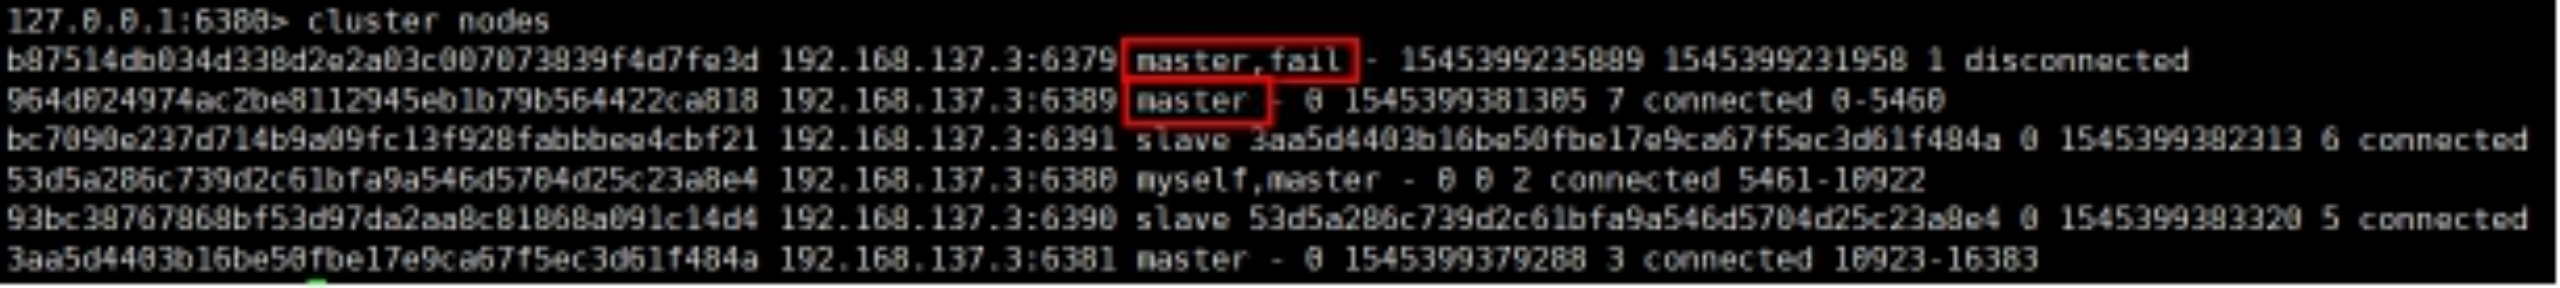 127.0.0.1:6380> cluster nodes
b87514db034d338d2e2a03c007073839f4d7fe3d 192.168.137.3:6379 master,fail - 1545399235889 1545399231958 1 disconnected
964d024974ac2be8112945eb1b79b564422ca818 192.168.137.3:6389 master - 0 1545399381305 7 connected 0-5460
bc7090e237d714b9a09fc13f928fabbbee4cbf21 192.168.137.3:6391 slave 3aa5d4403b16be50fbe17e9ca67f5ec3d61f484a 0 1545399382313 6 connected
53d5a286c739d2c61bfa9a546d5704d25c23a8e4 192.168.137.3:6380 myself,master - 0 0 2 connected 5461-10922
93bc38767868bf53d97da2aa8c81868a091c14d4 192.168.137.3:6390 slave 53d5a286c739d2c61bfa9a546d5704d25c23a8e4 0 1545399383320 5 connected
3aa5d4403b16be50fbe17e9ca67f5ec3d61f484a 192.168.137.3:6381 master - 0 1545399379288 3 connected 10923-16383